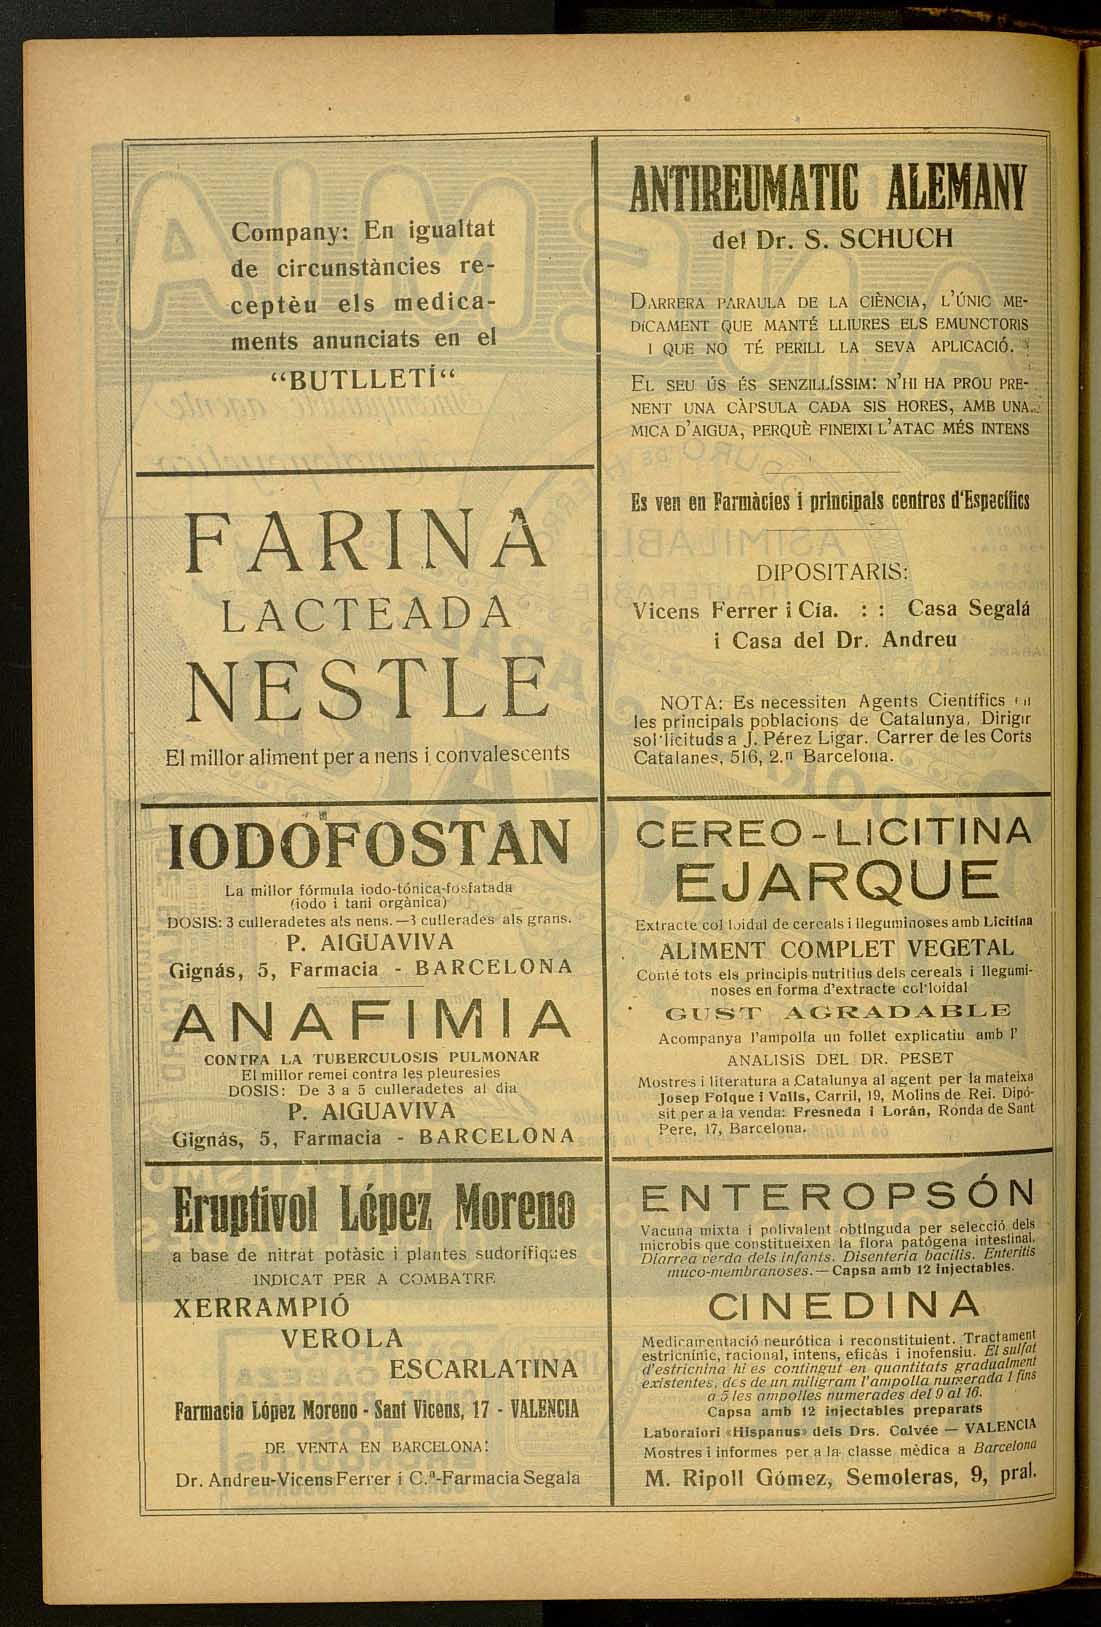 Company: En igualtat
de circunstàncies re-
ceptèu els medica-
ments anunciats en el
“BUTLLETÍ“
FARINA
LACTEADA
NESTLE
El millor aliment per a nens i convalescents
IODOFOSTAN
La millor fórmula iodo-tónica-fosfatada
(iodo i tani orgànica)
DOSIS: 3 culleradetes als nens.—3 cullerades als grans.
P. AIGUAVIVA
Gignás, 5, Farmacia - BARCELONA
ANAFIMIA
CONTRA LA TUBERCULOSIS PULMONAR
El millor remei contra les pleuresies
DOSIS: De 3 a 5 culleradetes al dia
P. AIGUAVIVA
Gignás, 5, Farmacia - BARCELONA
Eruptivol López Moreno
a base de nitrat potàsic i plantes sudorífiques
INDICAT PER A COMBATRE
XERRAMPIÓ
VEROLA
ESCARLATINA
Farmacia López Moreno - Sant Vicens, 17 - VALENCIA
DE VENTA EN BARCELONA:
Dr. Andreu-Vicens Ferrer i C.ª-Farmacia Segala
ANTIREUMATIC ALEMANY
del Dr. S. SCHUCH
DARRERA PARAULA DE LA CIÈNCIA, L'ÚNIC ME-
DICAMENT QUE MANTÉ LLIURES ELS EMUNCTORIS
I QUE NO TÉ PERILL LA SEVA APLICACIÓ.
EL SEU ÚS ÉS SENZILLÍSSIM: N'HI HA PROU PRE-
NENT UNA CÀPSULA CADA SIS HORES, AMB UNA
MICA D'AIGUA, PERQUÈ FINEIXI L'ATAC MÉS INTENS
Es ven en Farmàcies i principals centres d'Específics
DIPOSITARIS:
Vicens Ferrer i Cía. : : Casa Segalá
i Casa del Dr. Andreu
NOTA: Es necessiten Agents Científics en
les principals poblacions de Catalunya, Dirigir
sol·licituds a J. Pérez Ligar. Carrer de les Corts
Catalanes, 516, 2.n Barcelona.
CEREO-LICITINA
EJARQUE
Extracte col·loidal de cereals i lleguminoses amb Licitina
ALIMENT COMPLET VEGETAL
Conté tots els principis nutritius dels cereals i llegumi-
noses en forma d'extracte col·loidal
GUST AGRADABLE
Acompanya l'ampolla un follet explicatiu amb l'
ANALISIS DEL DR. PESET
Mostres i literatura a Catalunya al agent per la mateixa
Josep Folque i Valls, Carril, 19, Molins de Rei. Dipó-
sit per a la venda: Fresneda i Lorán, Ronda de Sant
Pere, 17, Barcelona.
ENTEROPSÓN
Vacuna mixta i polivalent obtinguda per selecció dels
microbis que constitueixen la flora patógena intestinal.
Diarrea verda dels infants. Disenteria bacilis. Enteritis
muco-membranoses.—Capsa amb 12 injectables.
CINEDINA
Medicamentació neurótica i reconstituient. Tractament
estricnínic, racional, intens, eficàs i inofensiu. El sulfat
d'estricnina hi es contingut en quantitats gradualment
existentes, des de un miligram l'ampolla numerada 1 fins
a 5 les ampolles numerades del 9 al 16.
Capsa amb 12 injectables preparats
Laboratori «Hispanus» dels Drs. Calvée — VALENCIA
Mostres i informes per a la classe mèdica a Barcelona
M. Ripoll Gómez, Semoleras, 9, pral.